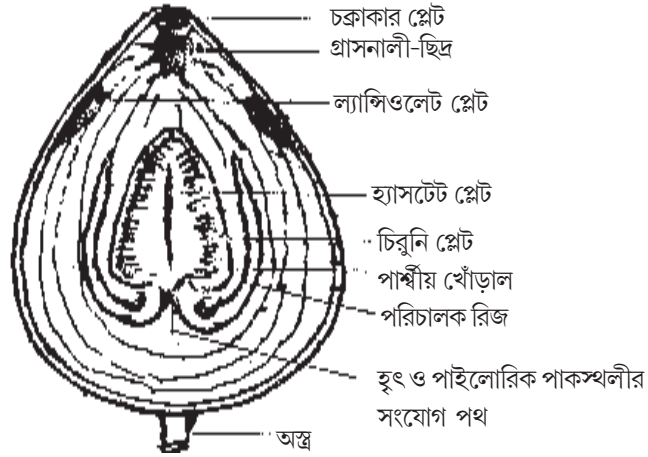 চক্রাকার প্লেট
গ্রাসনালী-ছিদ্র
ল্যান্সিওলেট প্লেট
হ্যাসটেট প্লেট
চিরুনি প্লেট
পার্শ্বীয় খোঁড়াল
পরিচালক রিজ
হৃৎ ও পাইলোরিক পাকস্থলীর
সংযোগ পথ
অস্ত্র